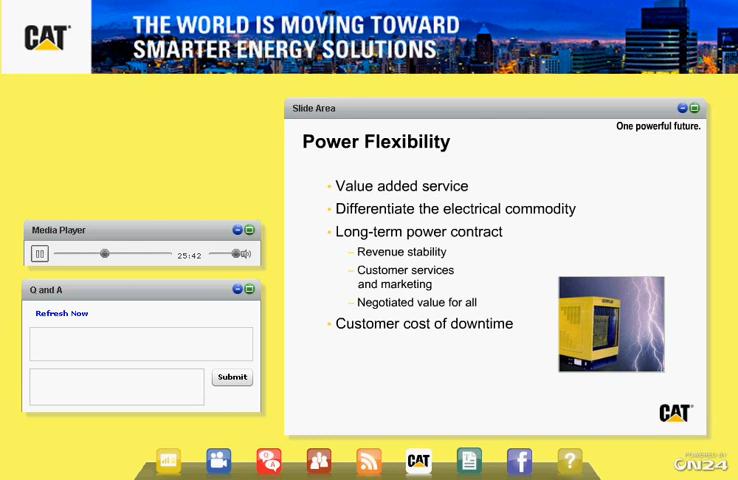 CAT
THE WORLD IS MOVING TOWARD
SMARTER ENERGY SOLUTIONS
Slide Area
One powerful future.
Power Flexibility
• Value added service
• Differentiate the electrical commodity
• Long-term power contract
– Revenue stability
– Customer services
and marketing
– Negotiated value for all
• Customer cost of downtime
CAT
Media Player
25:42
Q and A
Refresh Now
Submit
Q
A
CAT
f
?
POWERED BY
ON24